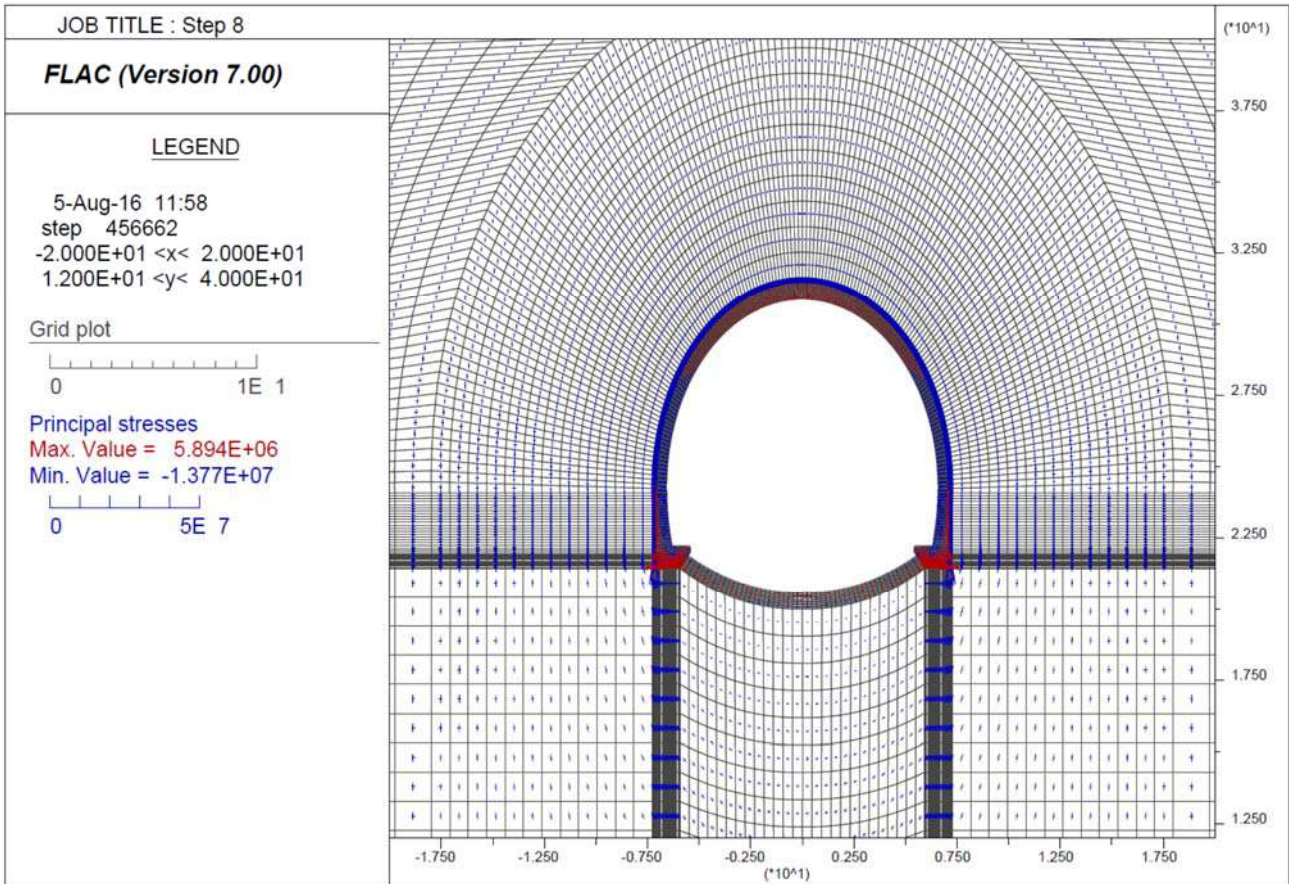 JOB TITLE : Step 8
FLAC (Version 7.00)
LEGEND
5-Aug-16 11:58
step 456662
-2.000E+01 <x< 2.000E+01
1.200E+01 <y< 4.000E+01
Grid plot
0 1E 1
Principal stresses
Max. Value = 5.894E+06
Min. Value = -1.377E+07
0 5E 7
(*10^1)
3.750
3.250
2.750
2.250
1.750
1.250
-1.750 -1.250 -0.750 -0.250 0.250 0.750 1.250 1.750
(*10^1)